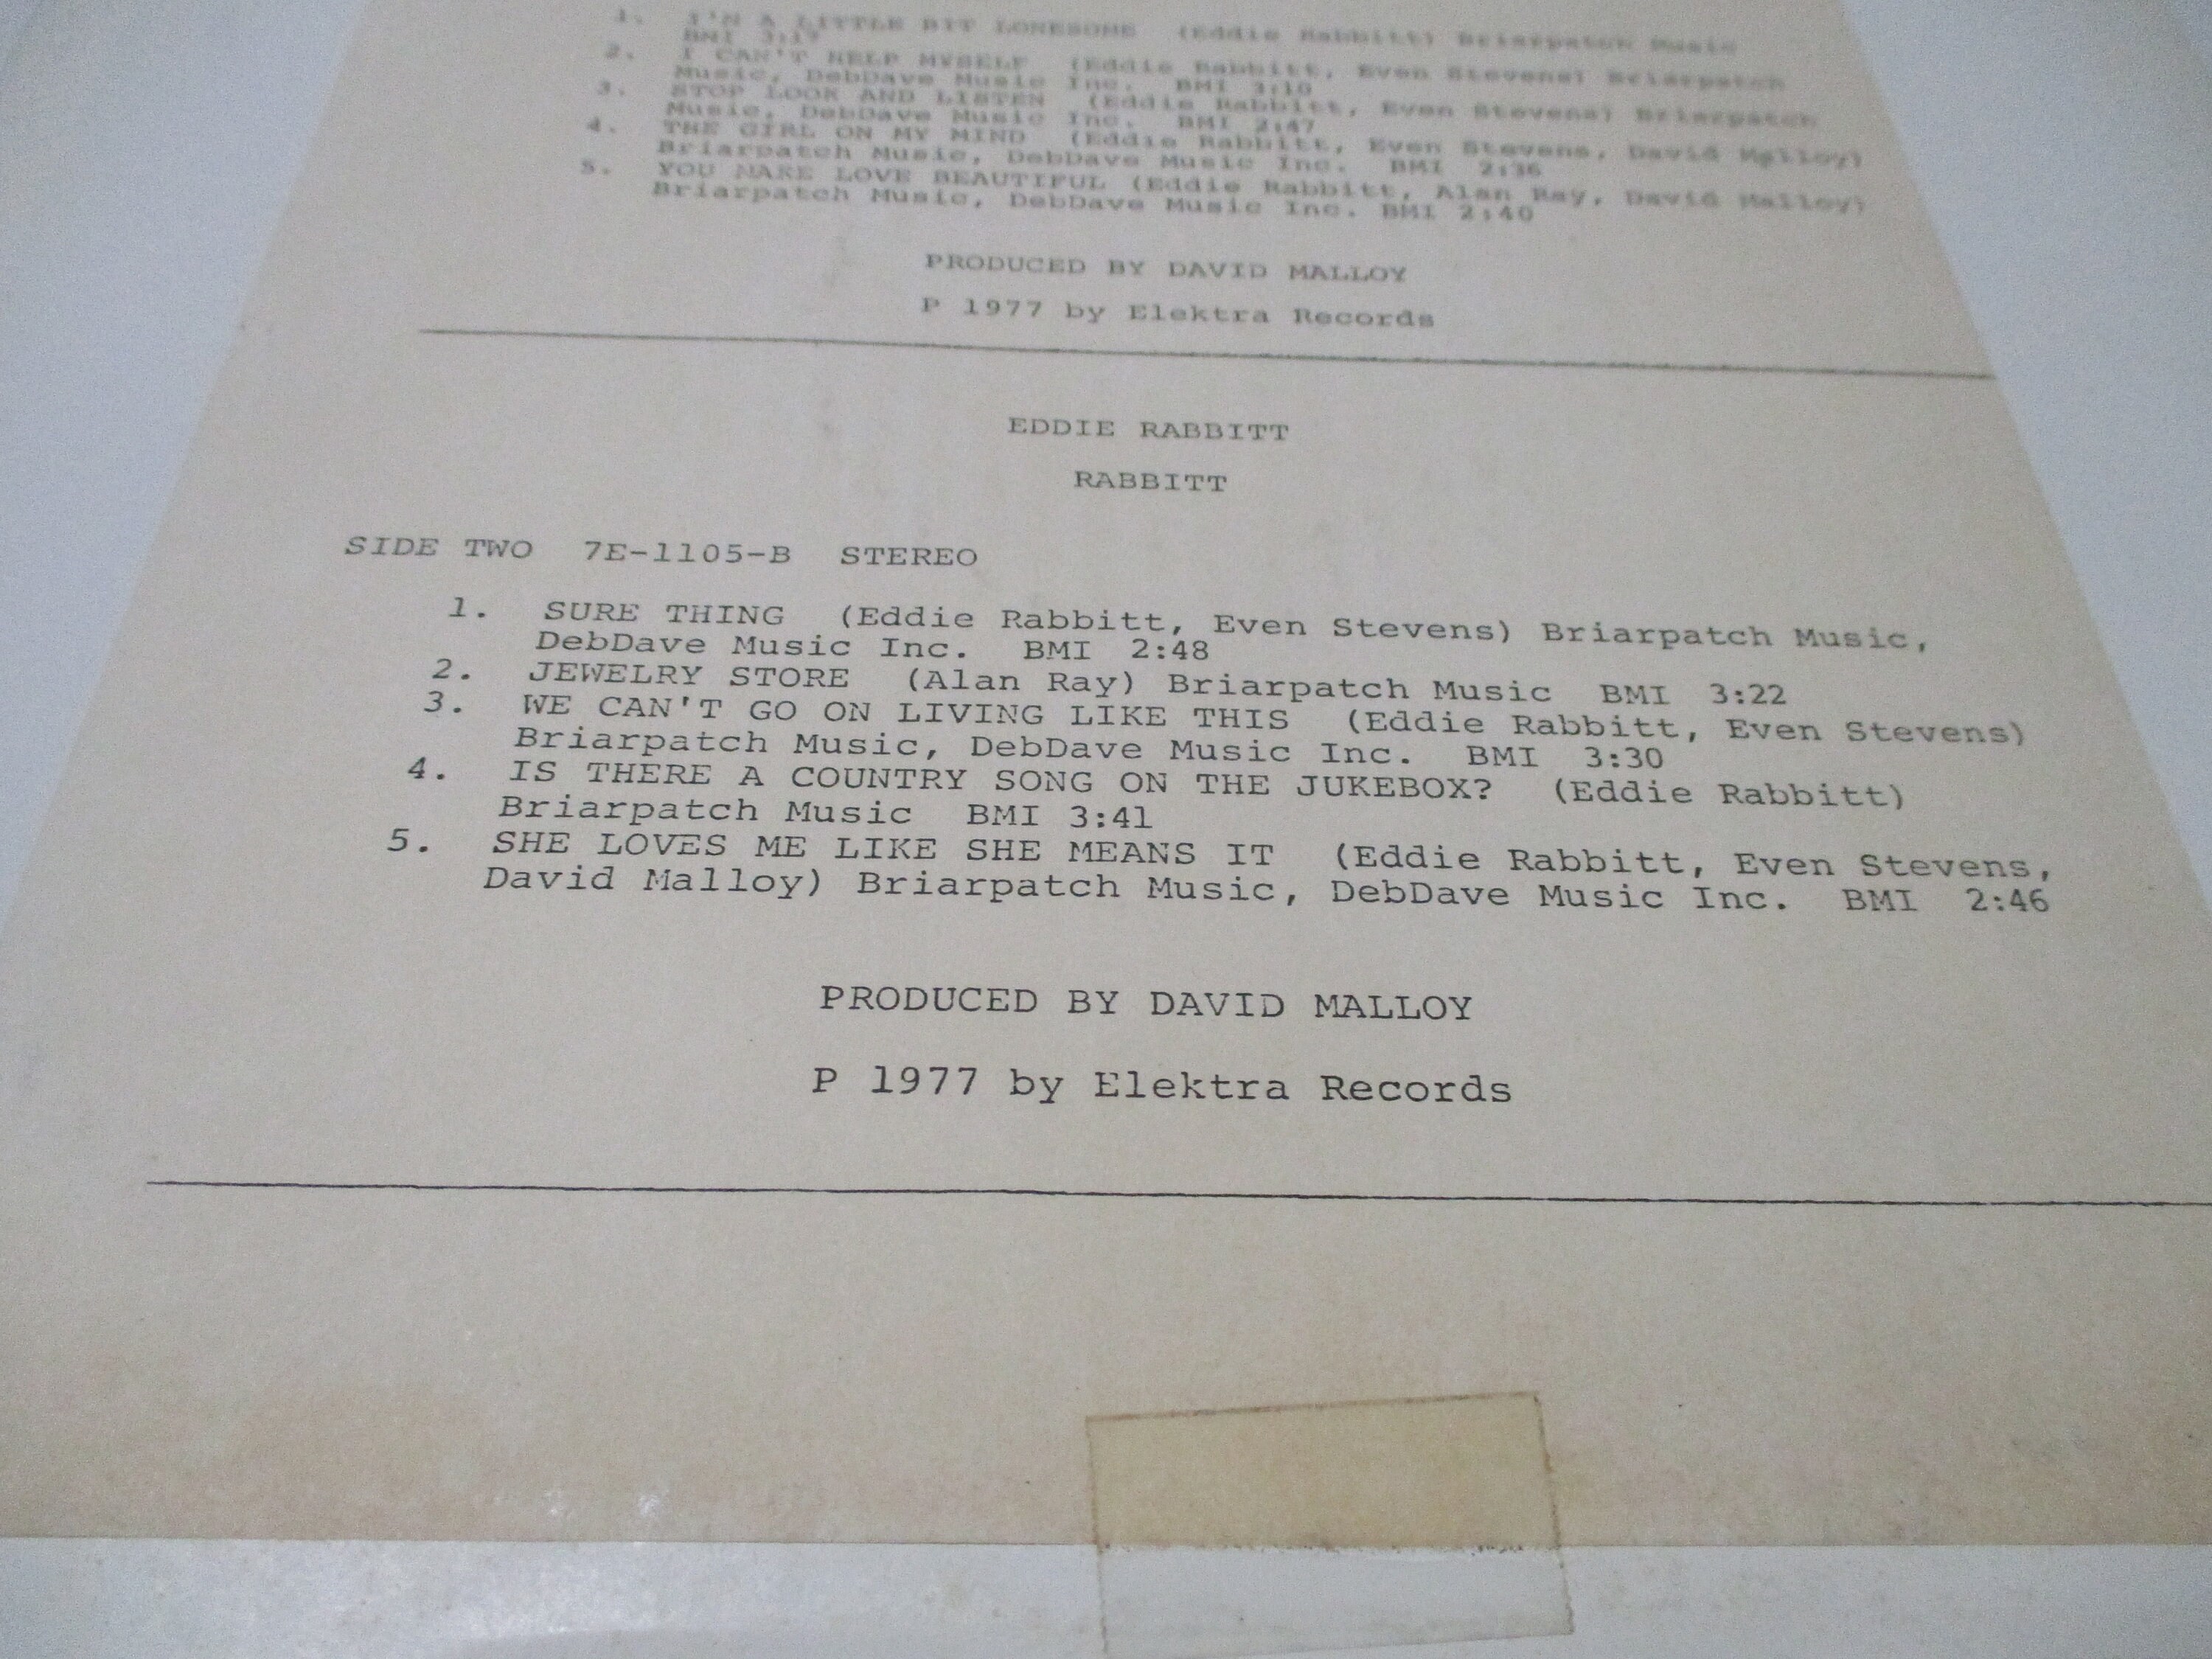 1. I'M A LITTLE BIT LONESOME (Eddie Rabbitt) Briarpatch Music
BMI 3:19
2. I CAN'T HELP MYSELF (Eddie Rabbitt, Even Stevens) Briarpatch
Music, DebDave Music Inc. BMI 3:10
3. STOP LOOK AND LISTEN (Eddie Rabbitt, Even Stevens) Briarpatch
Music, DebDave Music Inc. BMI 2:47
4. THE GIRL ON MY MIND (Eddie Rabbitt, Even Stevens, David Malloy)
Briarpatch Music, DebDave Music Inc. BMI 2:36
5. YOU MAKE LOVE BEAUTIFUL (Eddie Rabbitt, Alan Ray, David Malloy)
Briarpatch Music, DebDave Music Inc. BMI 2:40
PRODUCED BY DAVID MALLOY
P 1977 by Elektra Records
EDDIE RABBITT
RABBITT
SIDE TWO 7E-1105-B STEREO
1. SURE THING (Eddie Rabbitt, Even Stevens) Briarpatch Music,
DebDave Music Inc. BMI 2:48
2. JEWELRY STORE (Alan Ray) Briarpatch Music BMI 3:22
3. WE CAN'T GO ON LIVING LIKE THIS (Eddie Rabbitt, Even Stevens)
Briarpatch Music, DebDave Music Inc. BMI 3:30
4. IS THERE A COUNTRY SONG ON THE JUKEBOX? (Eddie Rabbitt)
Briarpatch Music BMI 3:41
5. SHE LOVES ME LIKE SHE MEANS IT (Eddie Rabbitt, Even Stevens,
David Malloy) Briarpatch Music, DebDave Music Inc. BMI 2:46
PRODUCED BY DAVID MALLOY
P 1977 by Elektra Records